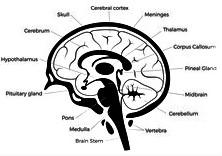 Cerebral cortex
Skull
Meninges
Cerebrum
Thalamus
Corpus Callosum
Hypothalamus
Pineal Gland
Pituitary gland
Midbrain
Cerebellum
Pons
Medulla
Vertebra
Brain Stem